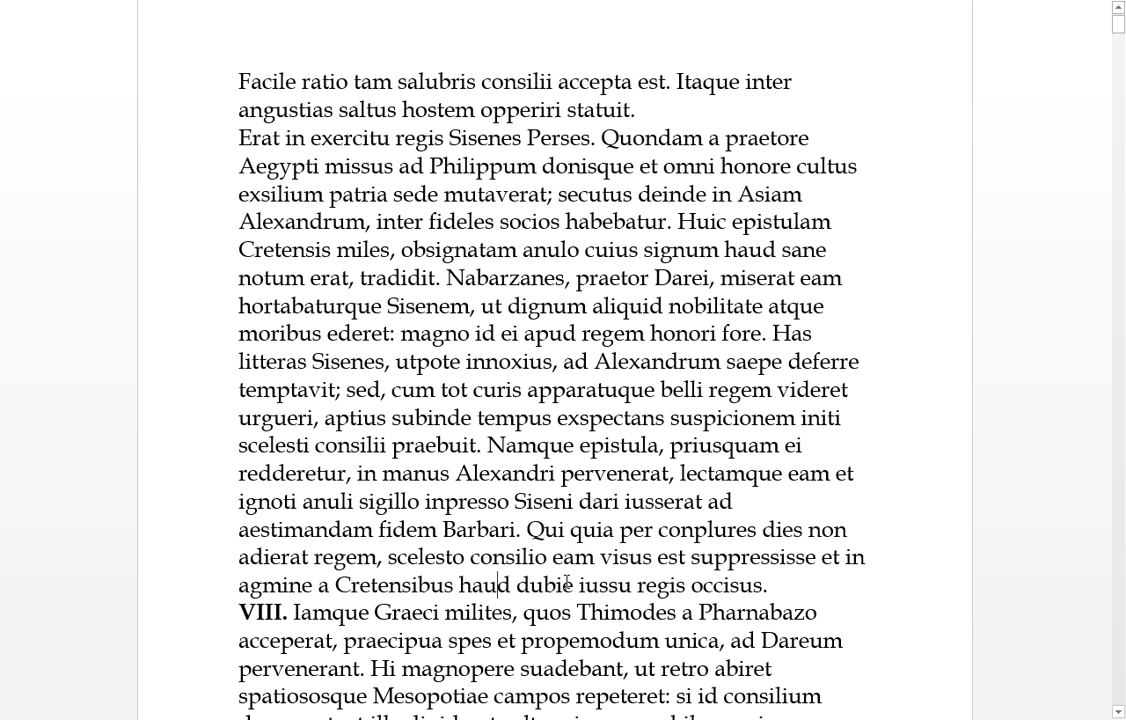 Facile ratio tam salubris consilii accepta est. Itaque inter
angustias saltus hostem opperiri statuit.
Erat in exercitu regis Sisenes Perses. Quondam a praetore
Aegypti missus ad Philippum donisque et omni honore cultus
exsilium patria sede mutaverat; secutus deinde in Asiam
Alexandrum, inter fideles socios habebatur. Huic epistulam
Cretensis miles, obsignatam anulo cuius signum haud sane
notum erat, tradidit. Nabarzanes, praetor Darei, miserat eam
hortabaturque Sisenem, ut dignum aliquid nobilitate atque
moribus ederet: magno id ei apud regem honori fore. Has
litteras Sisenes, utpote innoxius, ad Alexandrum saepe deferre
temptavit; sed, cum tot curis apparatuque belli regem videret
urgueri, aptius subinde tempus exspectans suspicionem initi
scelesti consilii praebuit. Namque epistula, priusquam ei
redderetur, in manus Alexandri pervenerat, lectamque eam et
ignoti anuli sigillo inpresso Siseni dari iusserat ad
aestimandam fidem Barbari. Qui quia per conplures dies non
adierat regem, scelesto consilio eam visus est suppressisse et in
agmine a Cretensibus haud dubie iussu regis occisus.
VIII. Iamque Graeci milites, quos Thimodes a Pharnabazo
acceperat, praecipua spes et propemodum unica, ad Dareum
pervenerant. Hi magnopere suadebant, ut retro abiret
spatiososque Mesopotiae campos repeteret: si id consilium